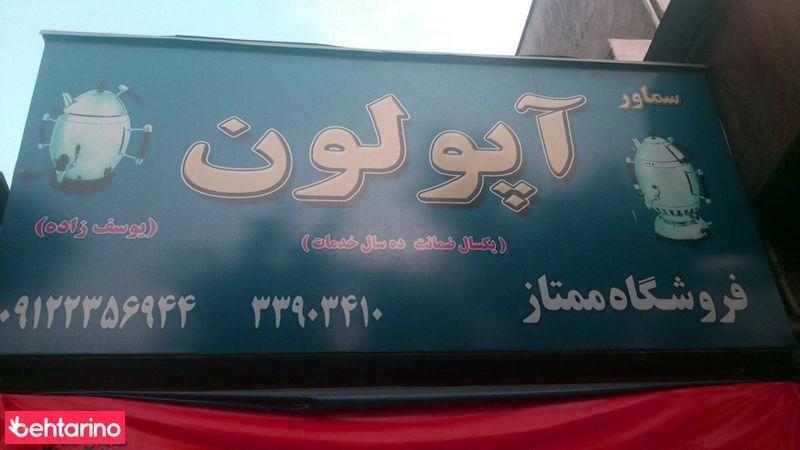 سماور
آپولون
(یوسف زاده)
(یکسال ضمانت ده سال خدمات)
فروشگاه ممتاز
۳۳۹۰۳۴۱۰
۰۹۱۲۲۳۵۶۹۴۴
behtarino